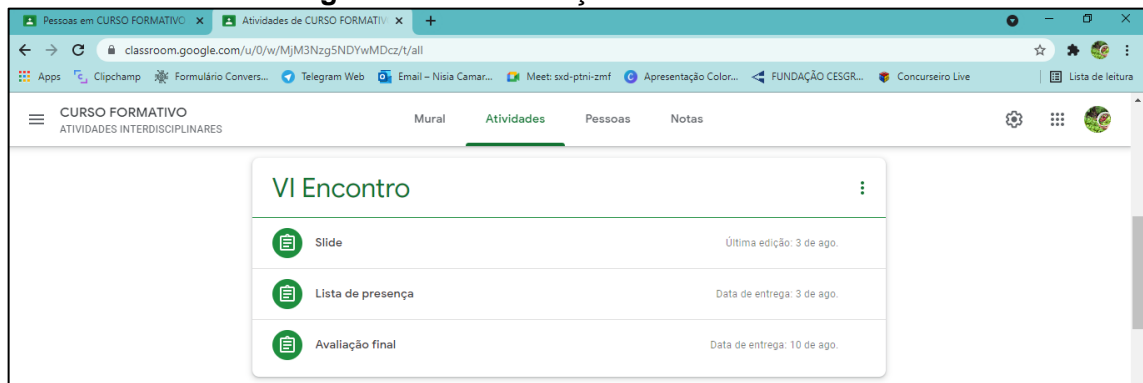 Pessoas em CURSO FORMATIVO
Atividades de CURSO FORMATIV
classroom.google.com/u/0/w/MjM3Nzg5NDYwMDcz/t/all
Apps Clipchamp Formulário Convers... Telegram Web Email – Nisia Camar... Meet: sxd-ptni-zmf Apresentação Color... FUNDAÇÃO CESGR... Concurseiro Live Lista de leitura
CURSO FORMATIVO
ATIVIDADES INTERDISCIPLINARES
Mural Atividades Pessoas Notas
VI Encontro
Slide Última edição: 3 de ago.
Lista de presença Data de entrega: 3 de ago.
Avaliação final Data de entrega: 10 de ago.